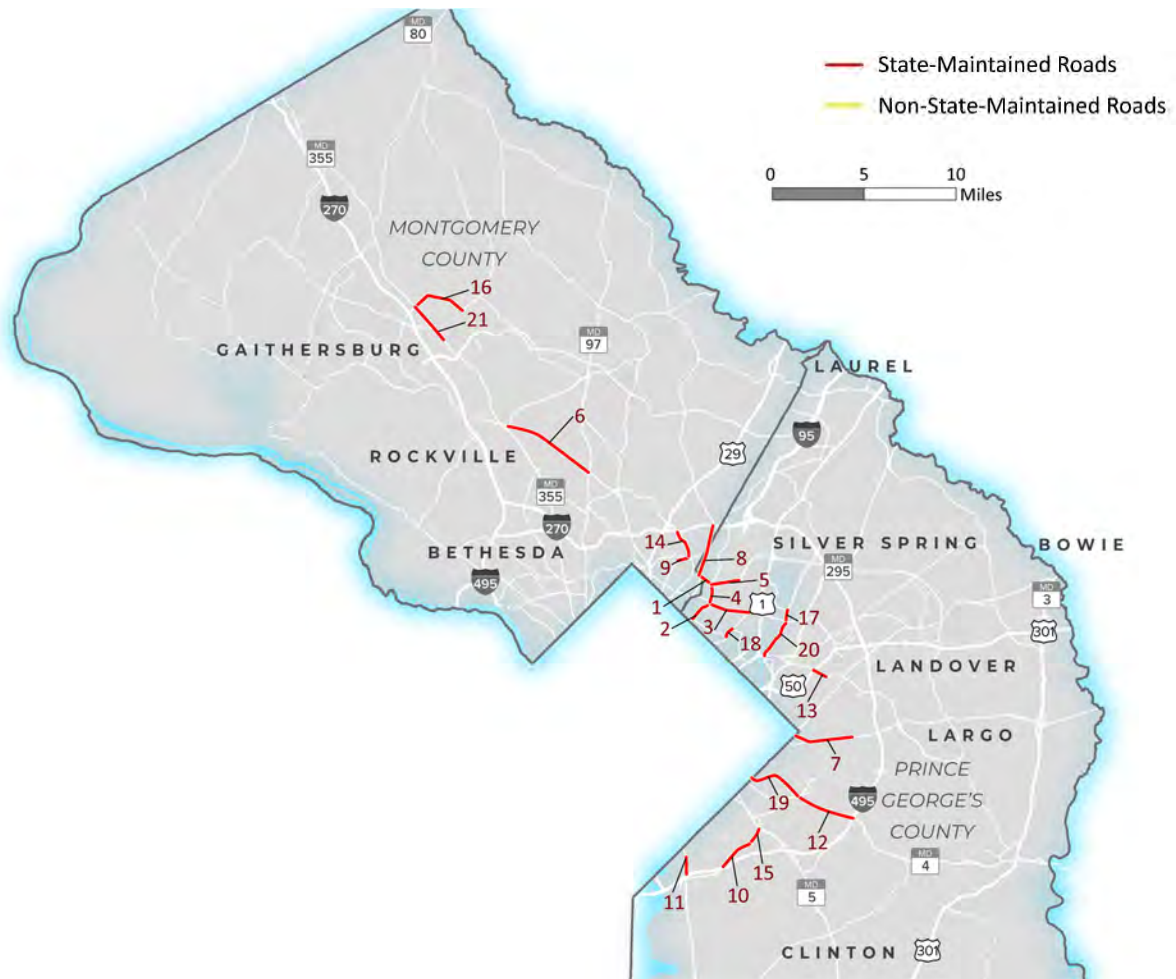 MD
80
State-Maintained Roads
Non-State-Maintained Roads
MD
355
0
5
10
Miles
270
MONTGOMERY
COUNTY
16
21
MD
97
GAITHERSBURG
LAUREL
6
95
29
ROCKVILLE
MD
355
270
14
8
SILVER SPRING
BOWIE
BETHESDA
9
MD
295
495
5
1
4
1
MD
3
2
3
17
301
18
20
LANDOVER
50
13
LARGO
7
PRINCE
GEORGE'S
COUNTY
19
495
12
15
MD
4
10
11
MD
5
CLINTON
301